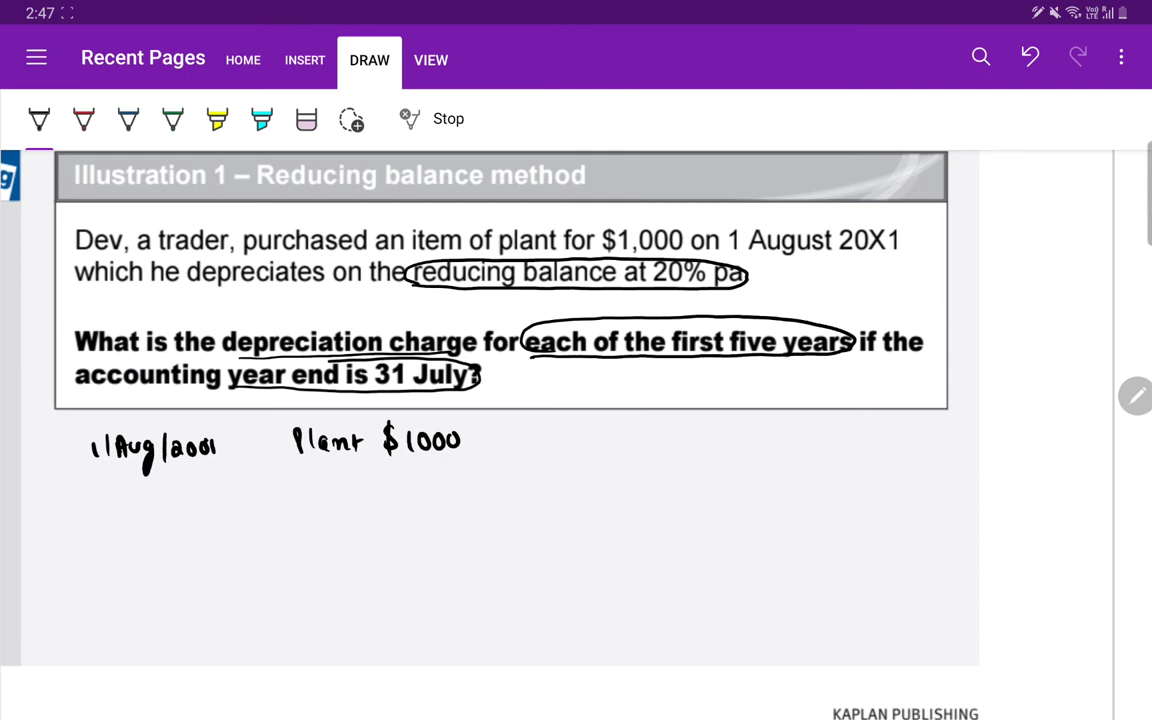 2:47
Recent Pages HOME INSERT DRAW VIEW
Stop
g
Illustration 1 – Reducing balance method
Dev, a trader, purchased an item of plant for $1,000 on 1 August 20X1
which he depreciates on the reducing balance at 20% pa
What is the depreciation charge for each of the first five years if the
accounting year end is 31 July?
1/Aug/2001 Plant $1000
KAPLAN PUBLISHING